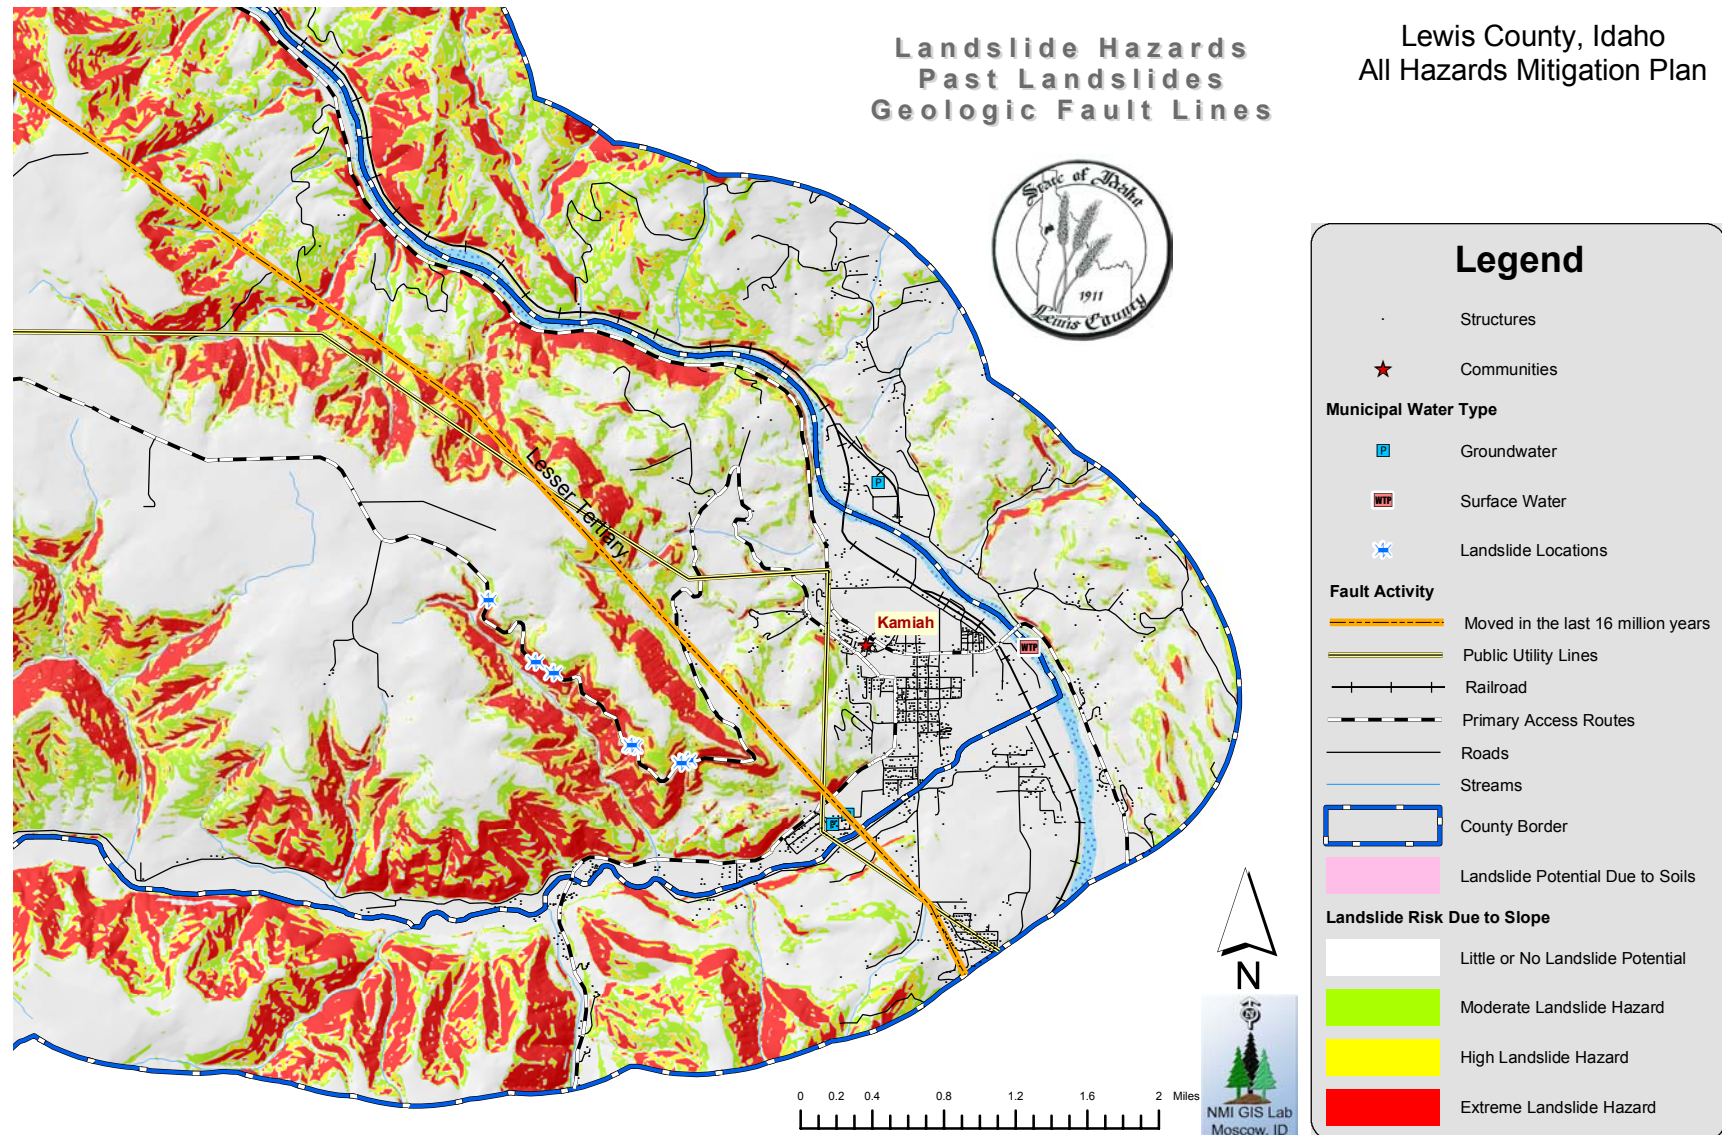 Landslide Hazards
Past Landslides
Geologic Fault Lines
Lewis County, Idaho
All Hazards Mitigation Plan
State of Idaho
1911
Lewis County
Lesser Tertiary
P
Kamiah
WTP
P
Legend
Structures
Communities
Municipal Water Type
P Groundwater
WTP Surface Water
Landslide Locations
Fault Activity
Moved in the last 16 million years
Public Utility Lines
Railroad
Primary Access Routes
Roads
Streams
County Border
Landslide Potential Due to Soils
Landslide Risk Due to Slope
Little or No Landslide Potential
Moderate Landslide Hazard
High Landslide Hazard
Extreme Landslide Hazard
N
N
NMI GIS Lab
Moscow, ID
0 0.2 0.4 0.8 1.2 1.6 2 Miles